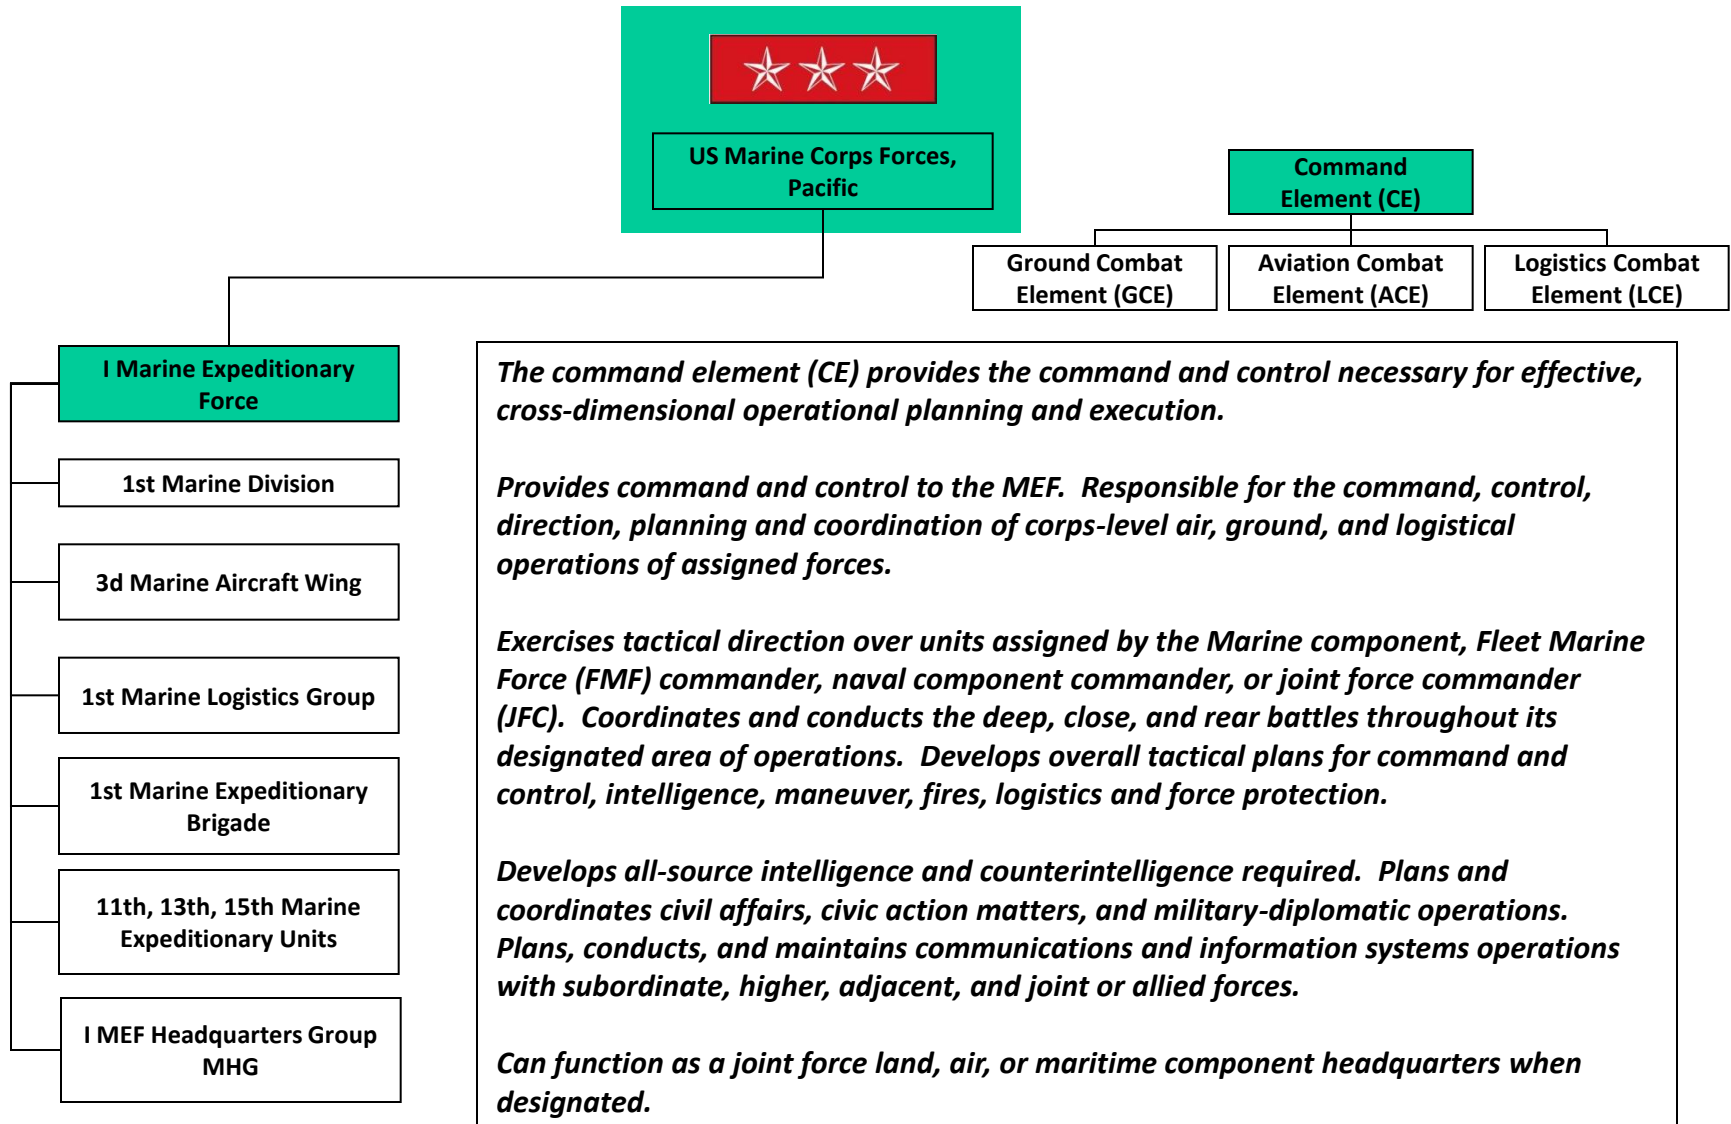 US Marine Corps Forces,
Pacific
Command
Element (CE)
Ground Combat
Element (GCE)
Aviation Combat
Element (ACE)
Logistics Combat
Element (LCE)
I Marine Expeditionary
Force
1st Marine Division
3d Marine Aircraft Wing
1st Marine Logistics Group
1st Marine Expeditionary
Brigade
11th, 13th, 15th Marine
Expeditionary Units
I MEF Headquarters Group
MHG
The command element (CE) provides the command and control necessary for effective,
cross-dimensional operational planning and execution.
Provides command and control to the MEF.  Responsible for the command, control,
direction, planning and coordination of corps-level air, ground, and logistical
operations of assigned forces.
Exercises tactical direction over units assigned by the Marine component, Fleet Marine
Force (FMF) commander, naval component commander, or joint force commander
(JFC).  Coordinates and conducts the deep, close, and rear battles throughout its
designated area of operations.  Develops overall tactical plans for command and
control, intelligence, maneuver, fires, logistics and force protection.
Develops all-source intelligence and counterintelligence required.  Plans and
coordinates civil affairs, civic action matters, and military-diplomatic operations.
Plans, conducts, and maintains communications and information systems operations
with subordinate, higher, adjacent, and joint or allied forces.
Can function as a joint force land, air, or maritime component headquarters when
designated.